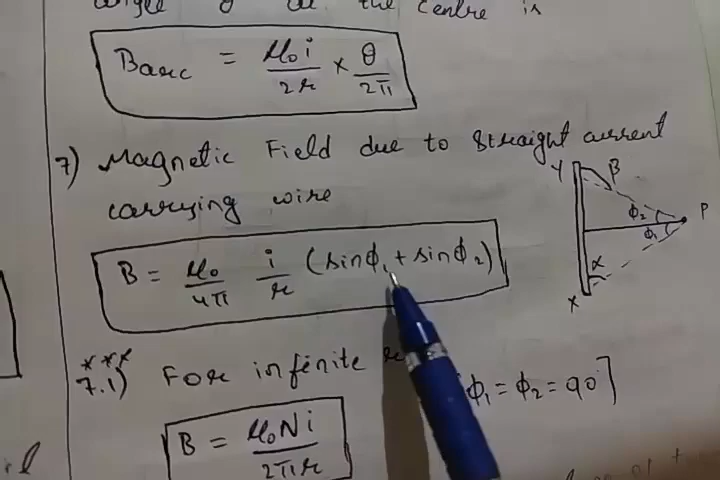 angle θ at the centre is
B arc = μ₀i/2r × θ/2π
7) Magnetic Field due to straight current
carrying wire
B = μ₀/4π i/r (sinϕ₁ + sinϕ₂)
Y β
ϕ₂ P
ϕ₁
α
X
***
7.1) For infinite
ϕ₁ = ϕ₂ = 90°]
B = μ₀Ni/2πr